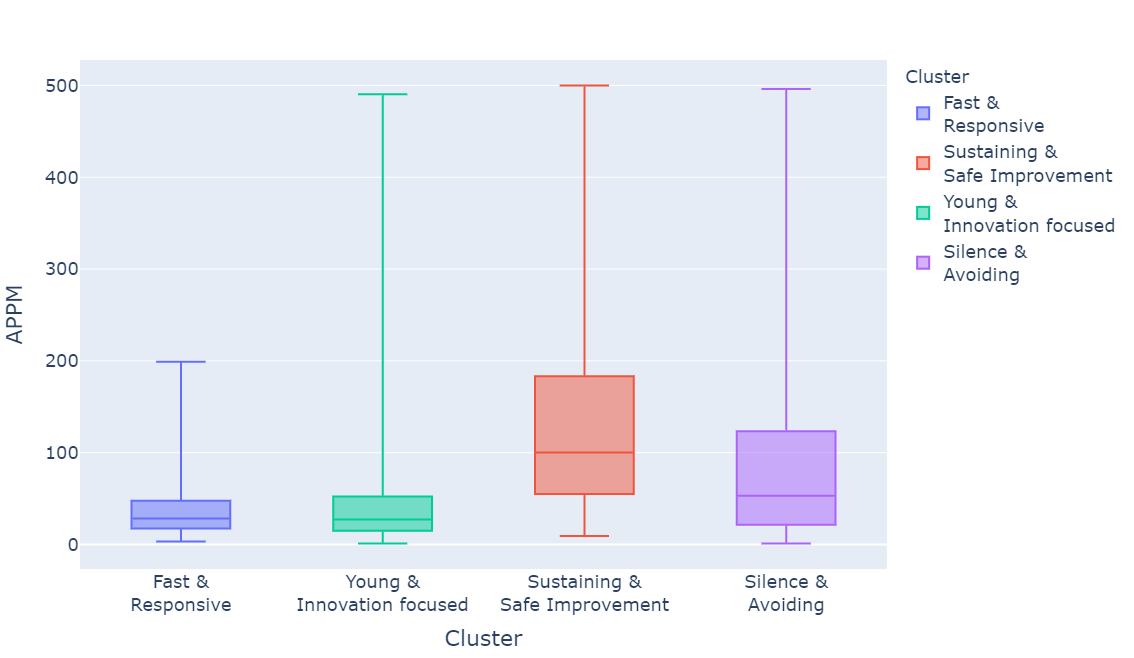 500
400
300
200
100
0
APPM
Fast &
Responsive
Young &
Innovation focused
Sustaining &
Safe Improvement
Silence &
Avoiding
Cluster
Cluster
Fast &
Responsive
Sustaining &
Safe Improvement
Young &
Innovation focused
Silence &
Avoiding